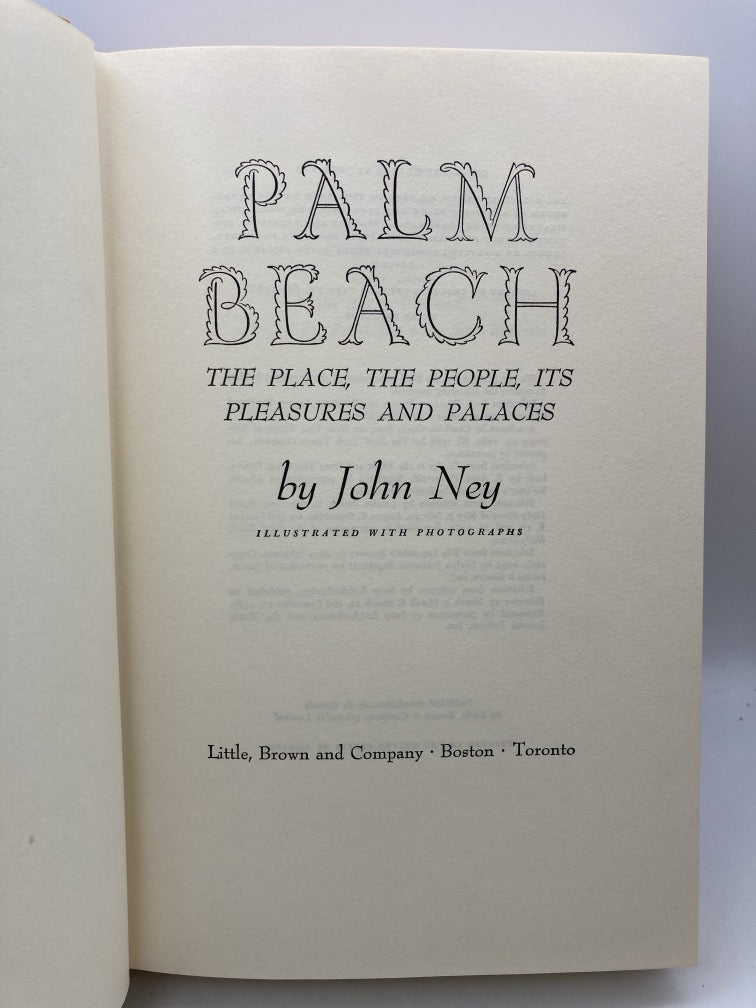 PALM
BEACH
THE PLACE, THE PEOPLE, ITS
PLEASURES AND PALACES
by John Ney
ILLUSTRATED WITH PHOTOGRAPHS
Little, Brown and Company · Boston · Toronto